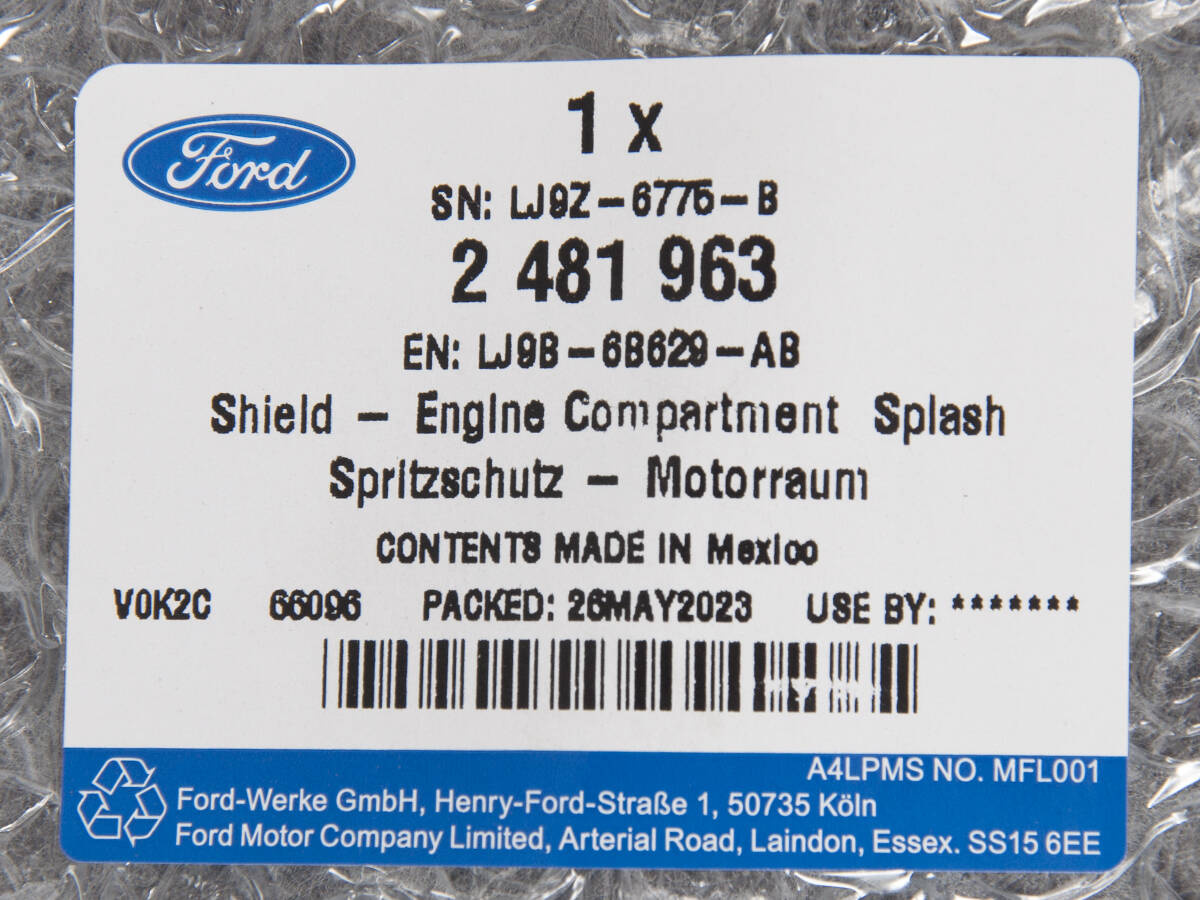 Ford
1 x
SN: LJ9Z-6775-B
2 481 963
EN: LJ9B-6B629-AB
Shield - Engine Compartment Splash
Spritzschutz - Motorraum
CONTENTS MADE IN Mexico
V0K2C 66096 PACKED: 26MAY2023 USE BY: *******
A4LPMS NO. MFL001
Ford-Werke GmbH, Henry-Ford-Straße 1, 50735 Köln
Ford Motor Company Limited, Arterial Road, Laindon, Essex. SS15 6EE